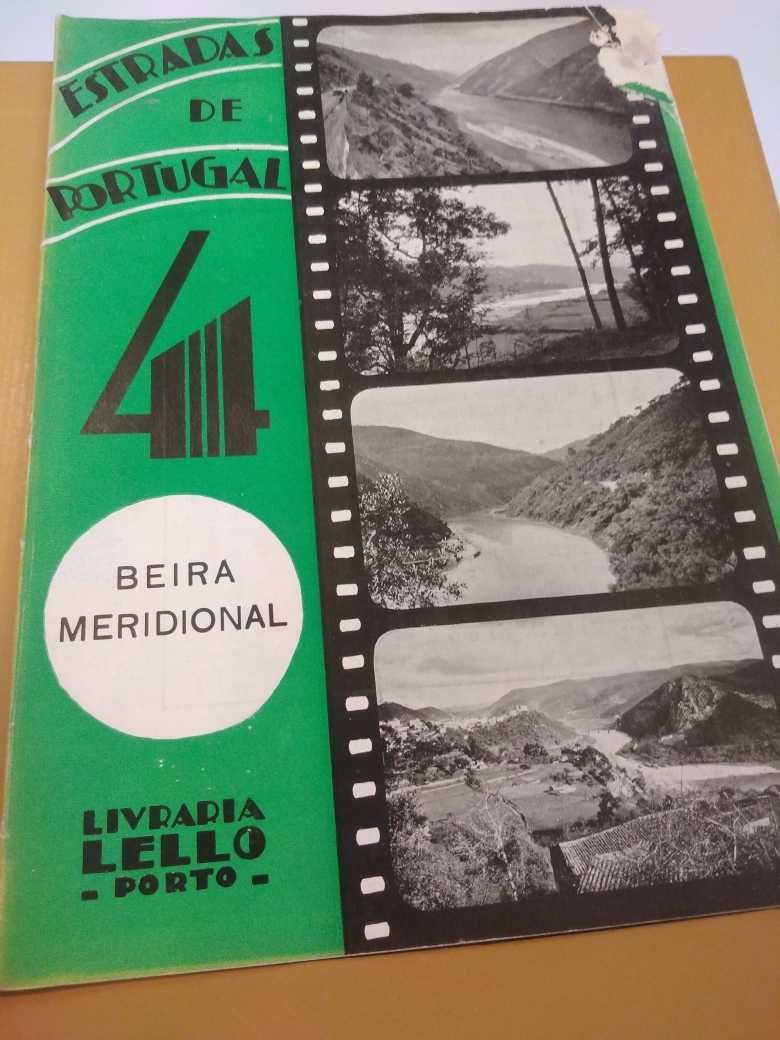 ESTRADAS
DE
PORTUGAL
4
BEIRA
MERIDIONAL
LIVRARIA
LELLO
- PORTO -